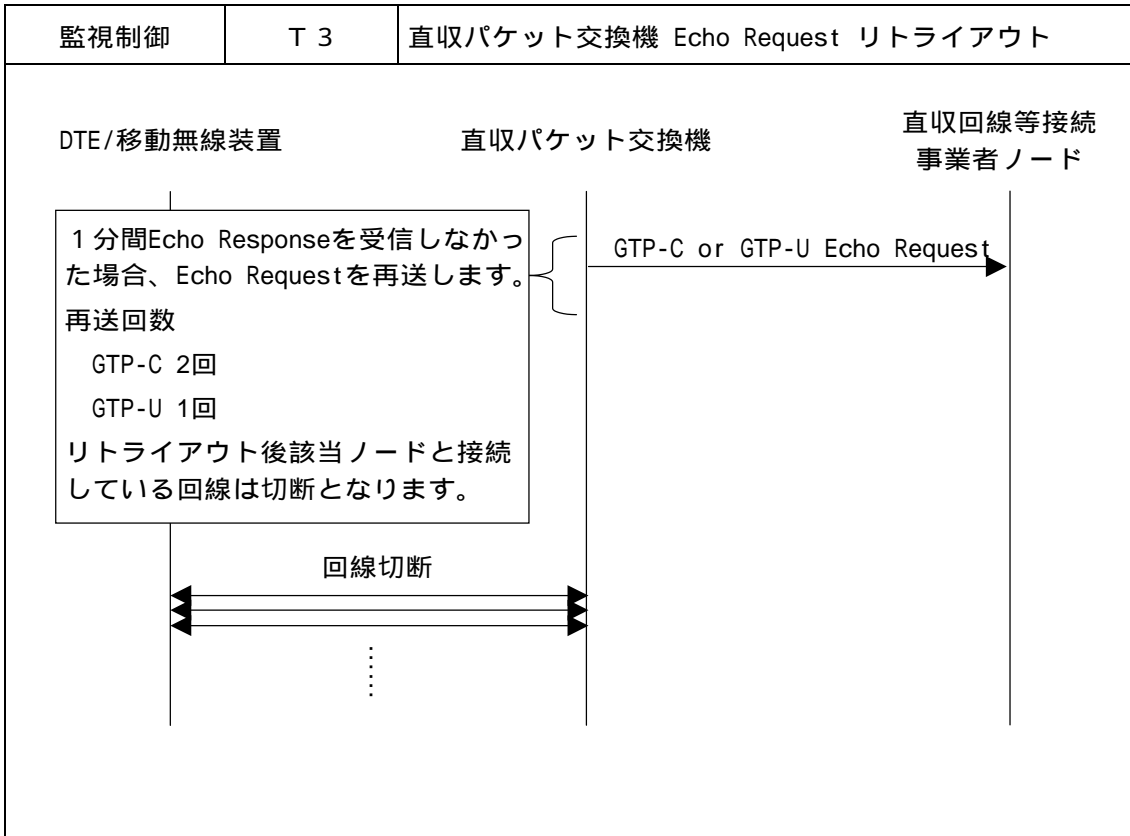 監視制御
Ｔ３
直収パケット交換機 Echo Request リトライアウト
DTE/移動無線装置
直収パケット交換機
直収回線等接続
事業者ノード
１分間Echo Responseを受信しなかっ
た場合、Echo Requestを再送します。
再送回数
GTP-C 2回
GTP-U 1回
リトライアウト後該当ノードと接続
している回線は切断となります。
GTP-C or GTP-U Echo Request
回線切断